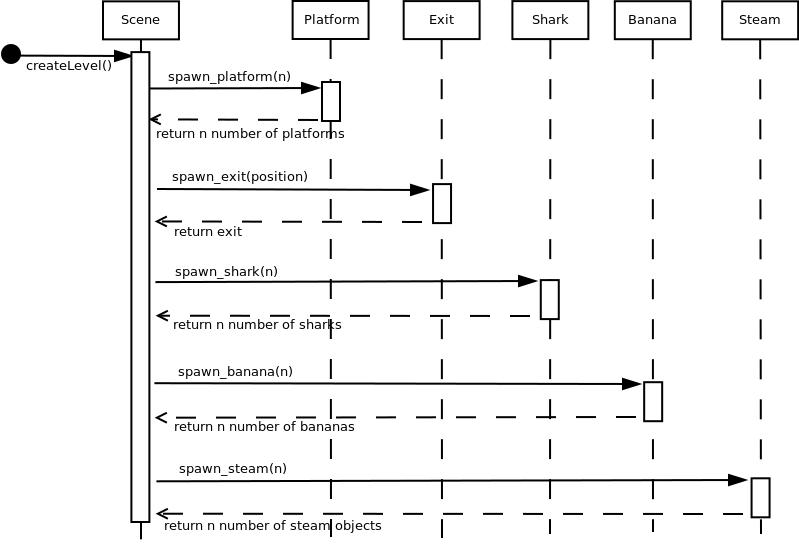 Scene
Platform
Exit
Shark
Banana
Steam
createLevel()
spawn_platform(n)
return n number of platforms
spawn_exit(position)
return exit
spawn_shark(n)
return n number of sharks
spawn_banana(n)
return n number of bananas
spawn_steam(n)
return n number of steam objects